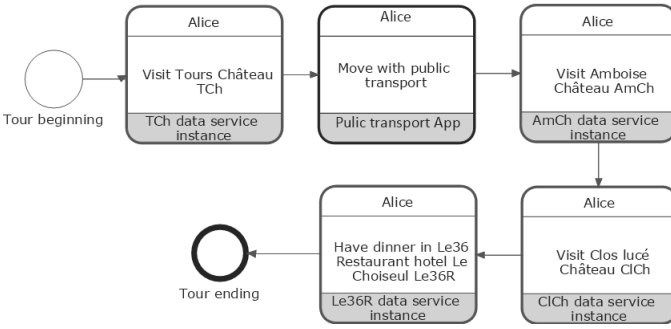 Alice
Visit Tours Château
TCh
TCh data service
instance
Alice
Move with public
transport
Pulic transport App
Alice
Visit Amboise
Château AmCh
AmCh data service
instance
Tour beginning
Alice
Visit Clos lucé
Château ClCh
ClCh data service
instance
Alice
Have dinner in Le36
Restaurant hotel Le
Choiseul Le36R
Le36R data service
instance
Tour ending